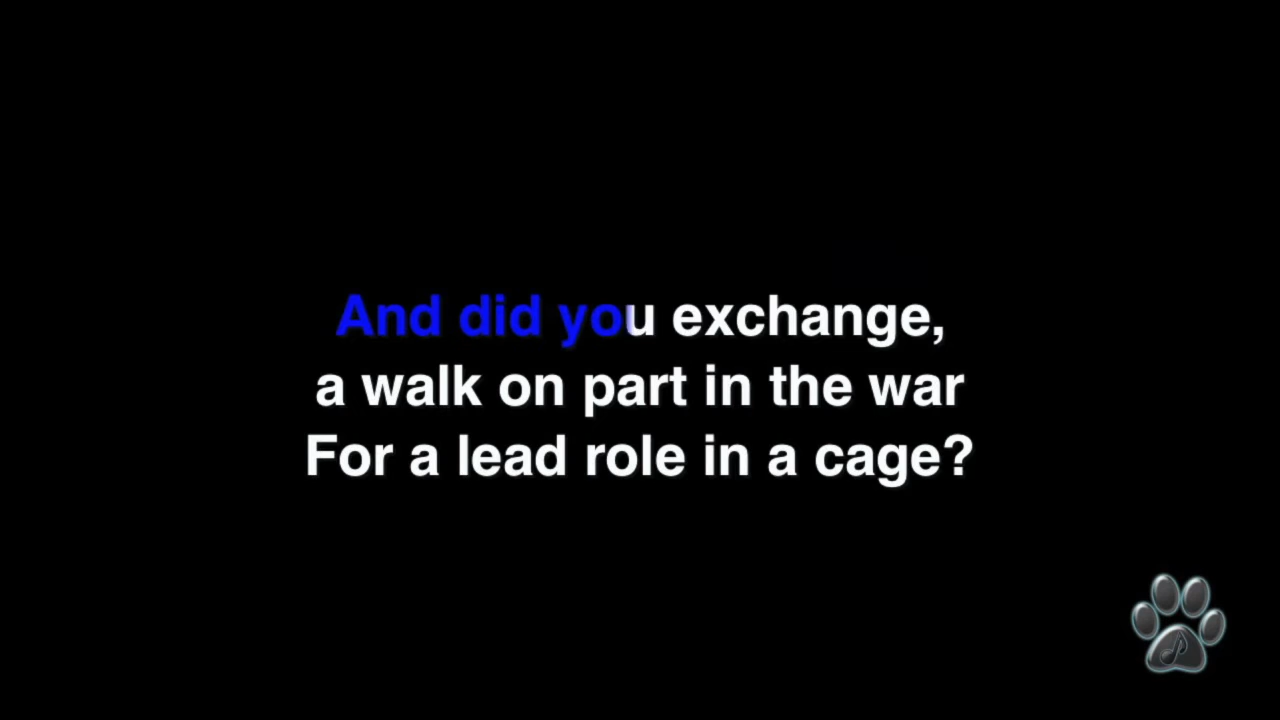 And did you exchange,
a walk on part in the war
For a lead role in a cage?